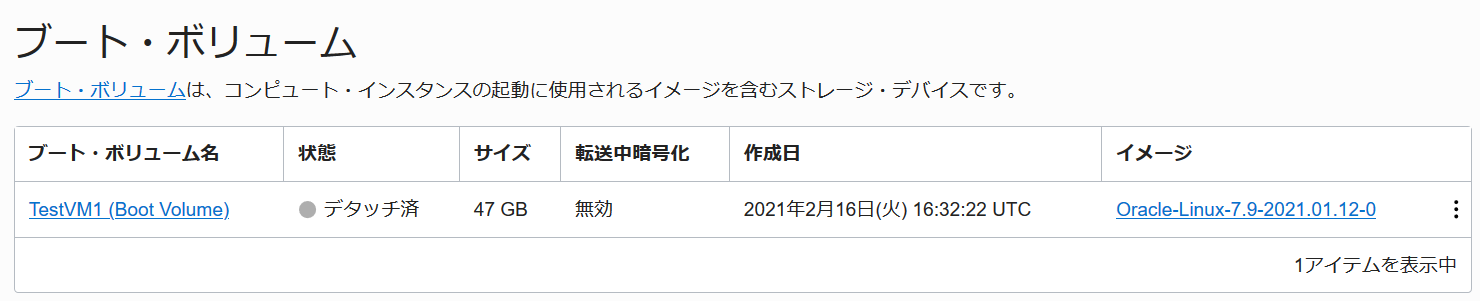 ブート・ボリューム
ブート・ボリュームは、コンピュート・インスタンスの起動に使用されるイメージを含むストレージ・デバイスです。
ブート・ボリューム名 状態 サイズ 転送中暗号化 作成日 イメージ
TestVM1 (Boot Volume) デタッチ済 47 GB 無効 2021年2月16日(火) 16:32:22 UTC Oracle-Linux-7.9-2021.01.12-0
1アイテムを表示中